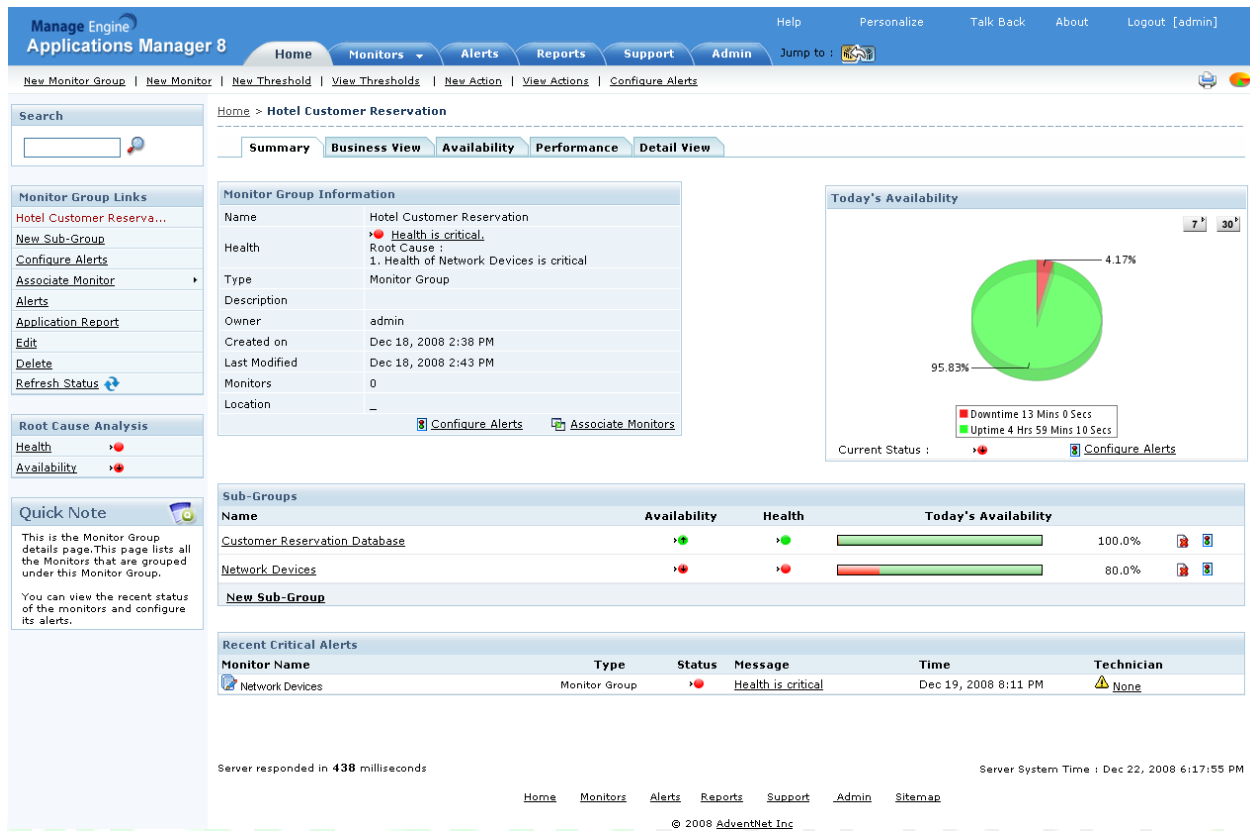 Manage Engine
Applications Manager 8
Help Personalize Talk Back About Logout [admin]
Home Monitors Alerts Reports Support Admin Jump to :
New Monitor Group | New Monitor | New Threshold | View Thresholds | New Action | View Actions | Configure Alerts
Search
Monitor Group Links
Hotel Customer Reserva...
New Sub-Group
Configure Alerts
Associate Monitor
Alerts
Application Report
Edit
Delete
Refresh Status
Root Cause Analysis
Health
Availability
Quick Note
This is the Monitor Group
details page.This page lists all
the Monitors that are grouped
under this Monitor Group.
You can view the recent status
of the monitors and configure
its alerts.
Home > Hotel Customer Reservation
Summary Business View Availability Performance Detail View
Monitor Group Information
Name Hotel Customer Reservation
Health Health is critical.
Root Cause :
1. Health of Network Devices is critical
Type Monitor Group
Description
Owner admin
Created on Dec 18, 2008 2:38 PM
Last Modified Dec 18, 2008 2:43 PM
Monitors 0
Location _
Configure Alerts Associate Monitors
Today's Availability
7 30
4.17%
95.83%
Downtime 13 Mins 0 Secs
Uptime 4 Hrs 59 Mins 10 Secs
Current Status : Configure Alerts
Sub-Groups
Name Availability Health Today's Availability
Customer Reservation Database 100.0%
Network Devices 80.0%
New Sub-Group
Recent Critical Alerts
Monitor Name Type Status Message Time Technician
Network Devices Monitor Group Health is critical Dec 19, 2008 8:11 PM None
Server responded in 438 milliseconds
Server System Time : Dec 22, 2008 6:17:55 PM
Home Monitors Alerts Reports Support Admin Sitemap
© 2008 AdventNet Inc